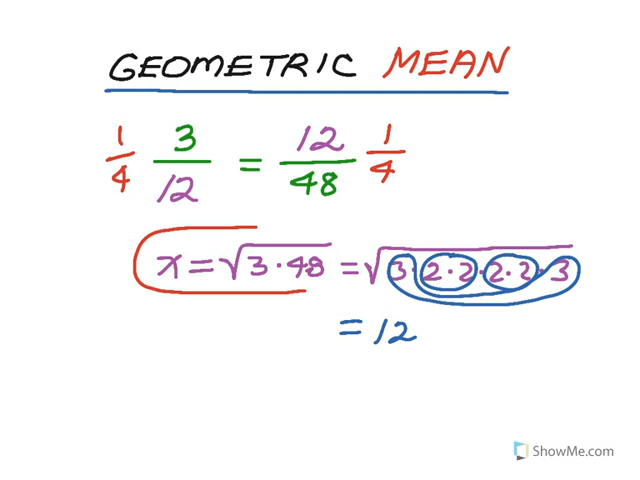 GEOMETRIC MEAN
1/4 3/12 = 12/48 1/4
x = √3·48 = √3·2·2·2·2·3
= 12
ShowMe.com